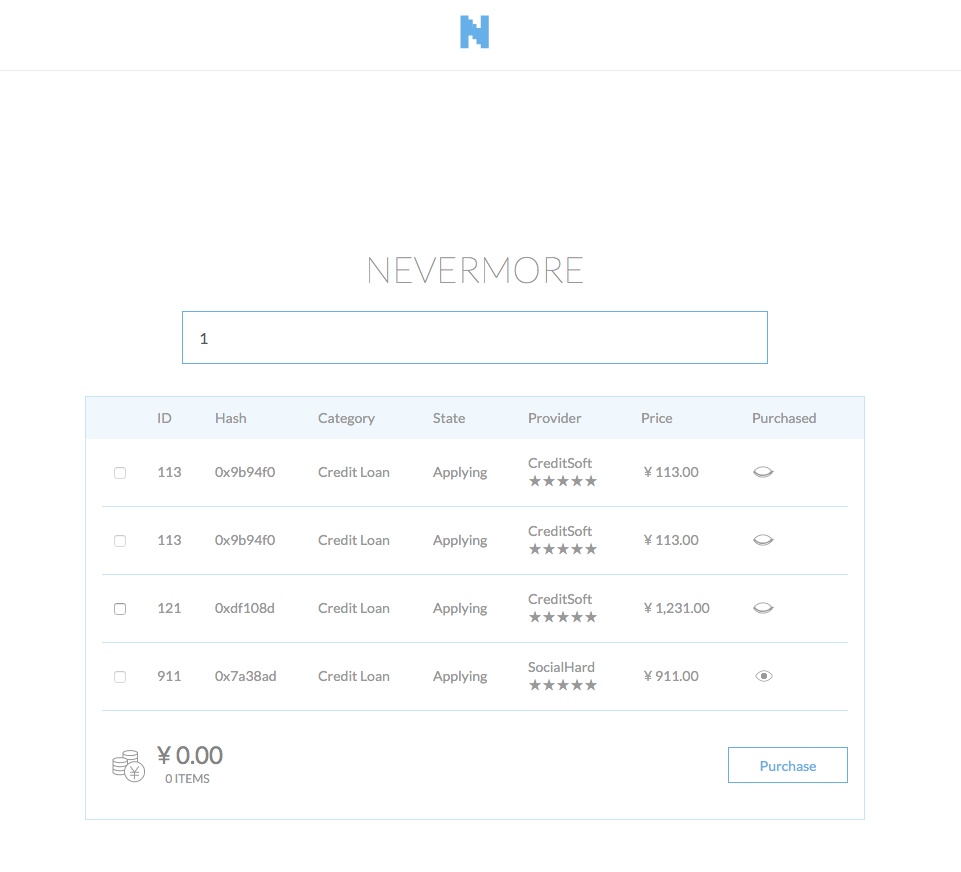 N
NEVERMORE
1
ID Hash Category State Provider Price Purchased
113 0x9b94f0 Credit Loan Applying CreditSoft ★★★★★ ¥ 113.00
113 0x9b94f0 Credit Loan Applying CreditSoft ★★★★★ ¥ 113.00
121 0xdf108d Credit Loan Applying CreditSoft ★★★★★ ¥ 1,231.00
911 0x7a38ad Credit Loan Applying SocialHard ★★★★★ ¥ 911.00
¥ 0.00
0 ITEMS
Purchase